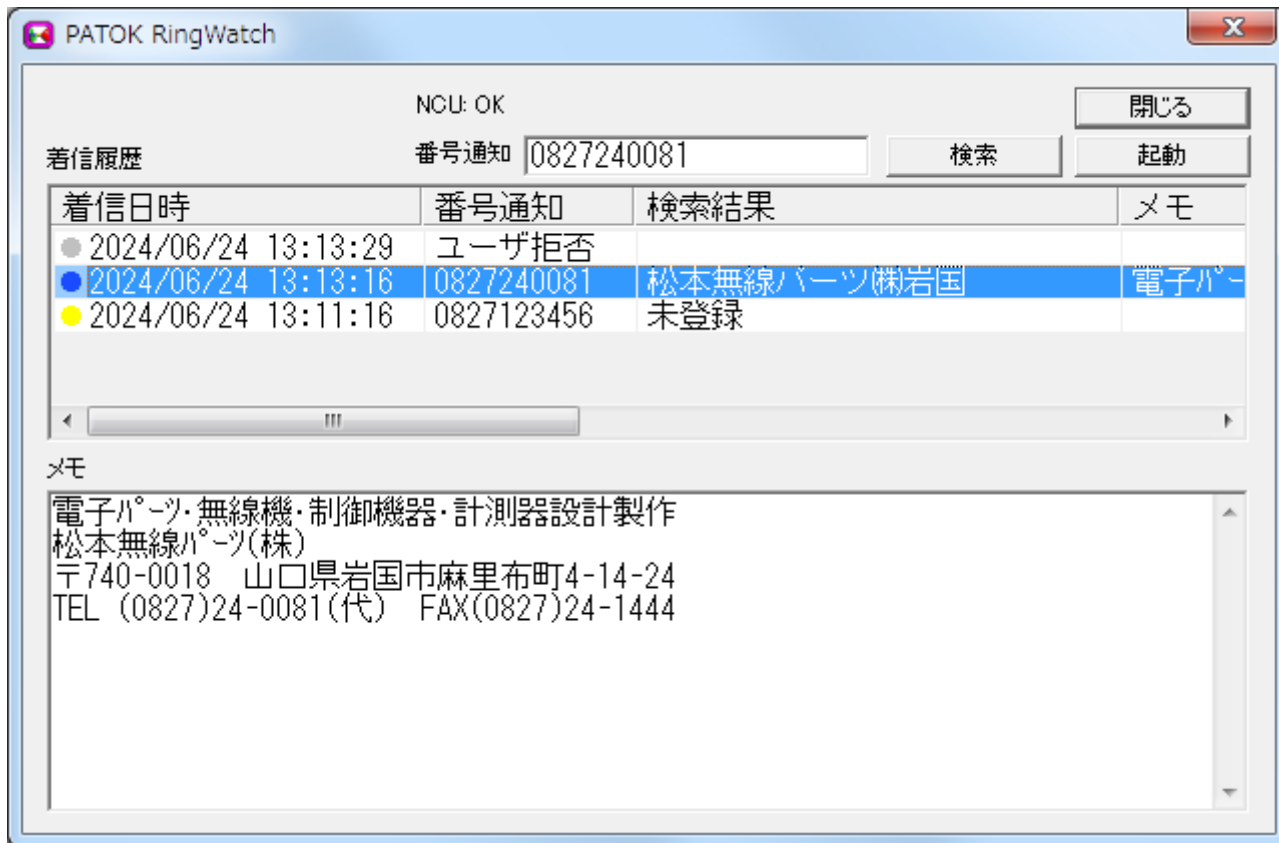 PATOK RingWatch
NCU: OK
閉じる
着信履歴
番号通知 0827240081 検索 起動
着信日時 番号通知 検索結果 メモ
2024/06/24 13:13:29 ユーザ拒否
2024/06/24 13:13:16 0827240081 松本無線パーツ㈱岩国 電子ﾊﾟｰ
2024/06/24 13:11:16 0827123456 未登録
メモ
電子ﾊﾟｰﾂ･無線機･制御機器･計測器設計製作
松本無線ﾊﾟｰﾂ(株)
〒740-0018　山口県岩国市麻里布町4-14-24
TEL (0827)24-0081(代)　FAX(0827)24-1444